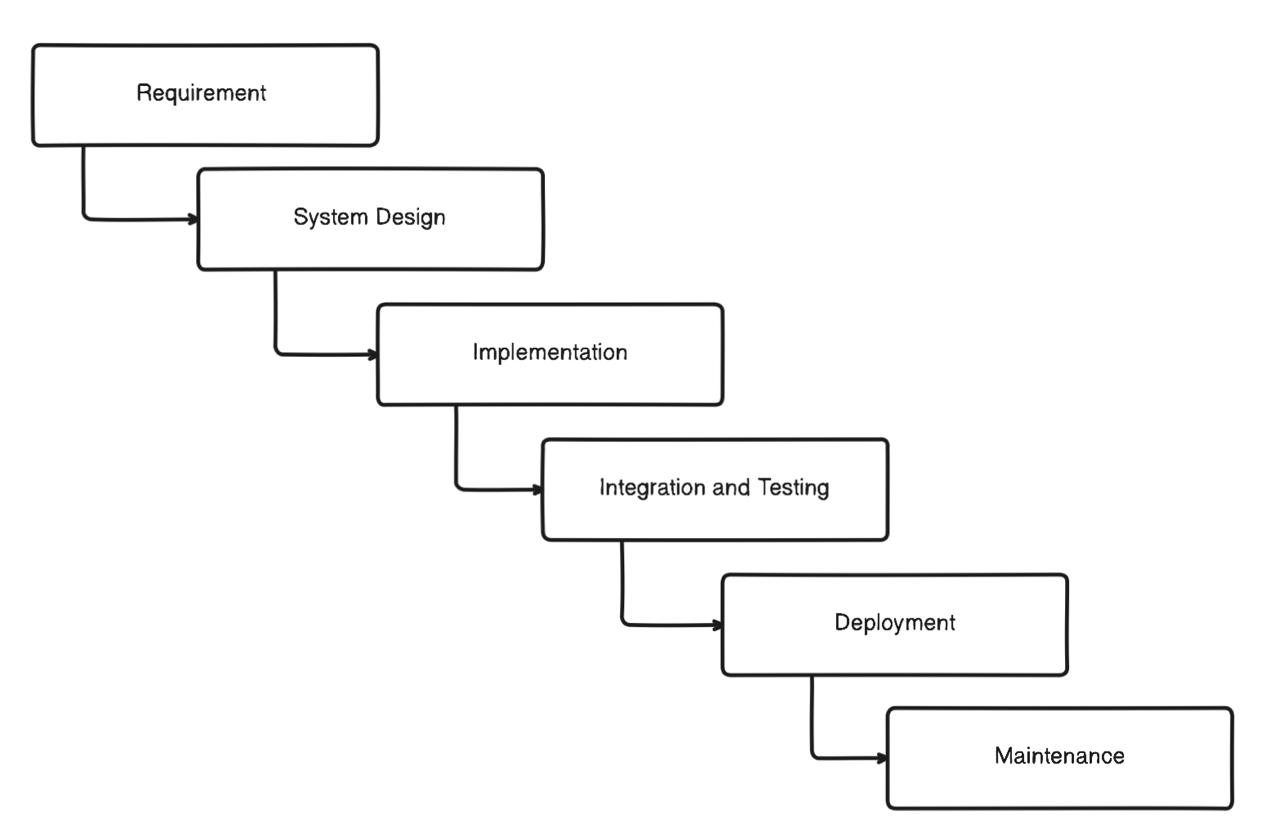 Requirement
System Design
Implementation
Integration and Testing
Deployment
Maintenance